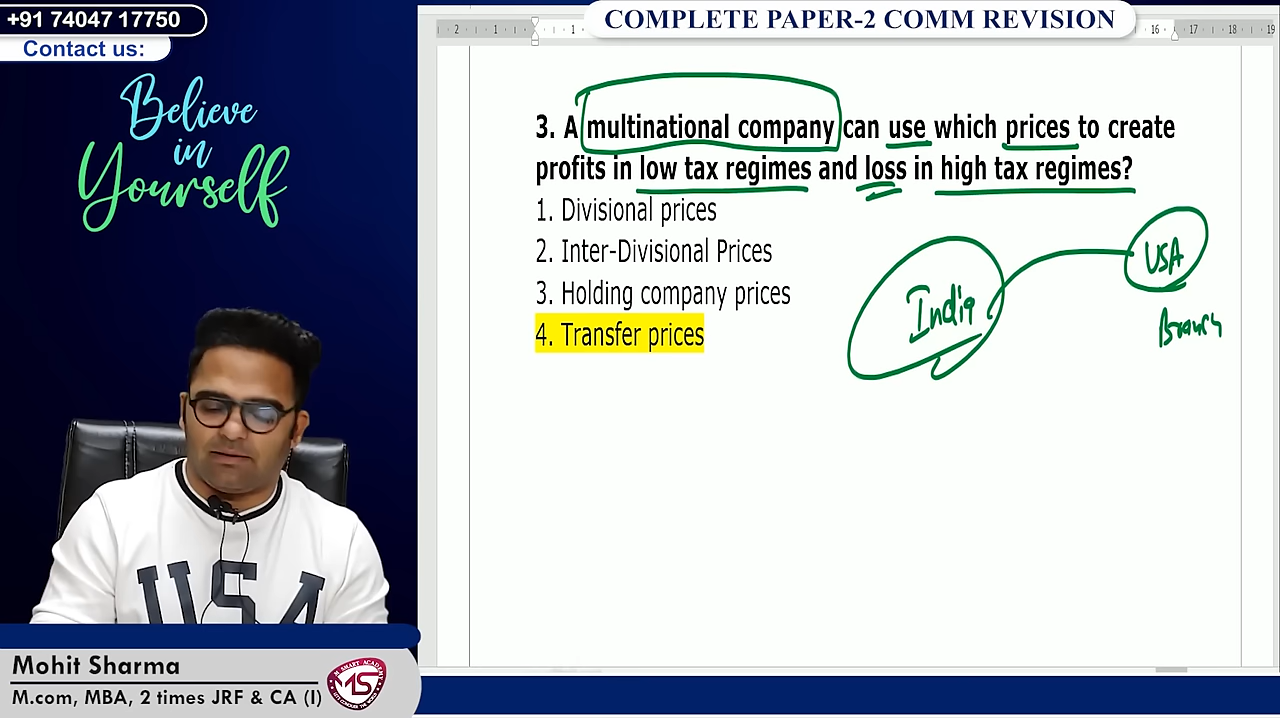 +91 74047 17750
Contact us:
COMPLETE PAPER-2 COMM REVISION
Believe
in
Yourself
3. A multinational company can use which prices to create
profits in low tax regimes and loss in high tax regimes?
1. Divisional prices
2. Inter-Divisional Prices
3. Holding company prices
4. Transfer prices
India
USA
Branch
USA
Mohit Sharma
M.com, MBA, 2 times JRF & CA (I)
MS